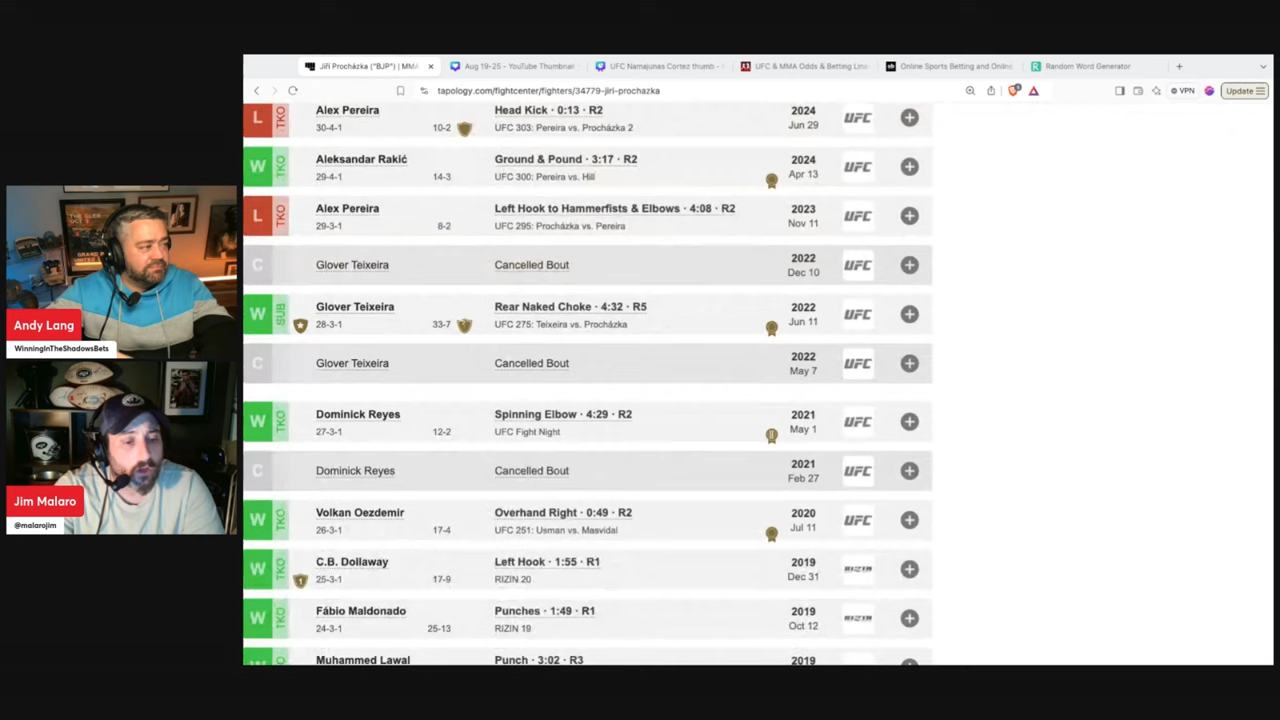 Jiří Procházka ("BJP") | MMA
Aug 19-25 - YouTube Thumbnail
UFC Namajunas Cortez thumb -
UFC & MMA Odds & Betting Line
Online Sports Betting and Onlin
Random Word Generator
tapology.com/fightcenter/fighters/34779-jiri-prochazka
VPN
Update
L TKO Alex Pereira Head Kick · 0:13 · R2 2024 UFC
30-4-1 10-2 UFC 303: Pereira vs. Procházka 2 Jun 29
W TKO Aleksandar Rakić Ground & Pound · 3:17 · R2 2024 UFC
29-4-1 14-3 UFC 300: Pereira vs. Hill Apr 13
L TKO Alex Pereira Left Hook to Hammerfists & Elbows · 4:08 · R2 2023 UFC
29-3-1 8-2 UFC 295: Procházka vs. Pereira Nov 11
C Glover Teixeira Cancelled Bout 2022 UFC
Dec 10
W SUB Glover Teixeira Rear Naked Choke · 4:32 · R5 2022 UFC
28-3-1 33-7 UFC 275: Teixeira vs. Procházka Jun 11
C Glover Teixeira Cancelled Bout 2022 UFC
May 7
W TKO Dominick Reyes Spinning Elbow · 4:29 · R2 2021 UFC
27-3-1 12-2 UFC Fight Night May 1
C Dominick Reyes Cancelled Bout 2021 UFC
Feb 27
W TKO Volkan Oezdemir Overhand Right · 0:49 · R2 2020 UFC
26-3-1 17-4 UFC 251: Usman vs. Masvidal Jul 11
W TKO C.B. Dollaway Left Hook · 1:55 · R1 2019 RIZIN
1 25-3-1 17-9 RIZIN 20 Dec 31
W TKO Fábio Maldonado Punches · 1:49 · R1 2019 RIZIN
24-3-1 25-13 RIZIN 19 Oct 12
W Muhammed Lawal Punch · 3:02 · R3 2019
Andy Lang
WinningInTheShadowsBets
Jim Malaro
@malarojim